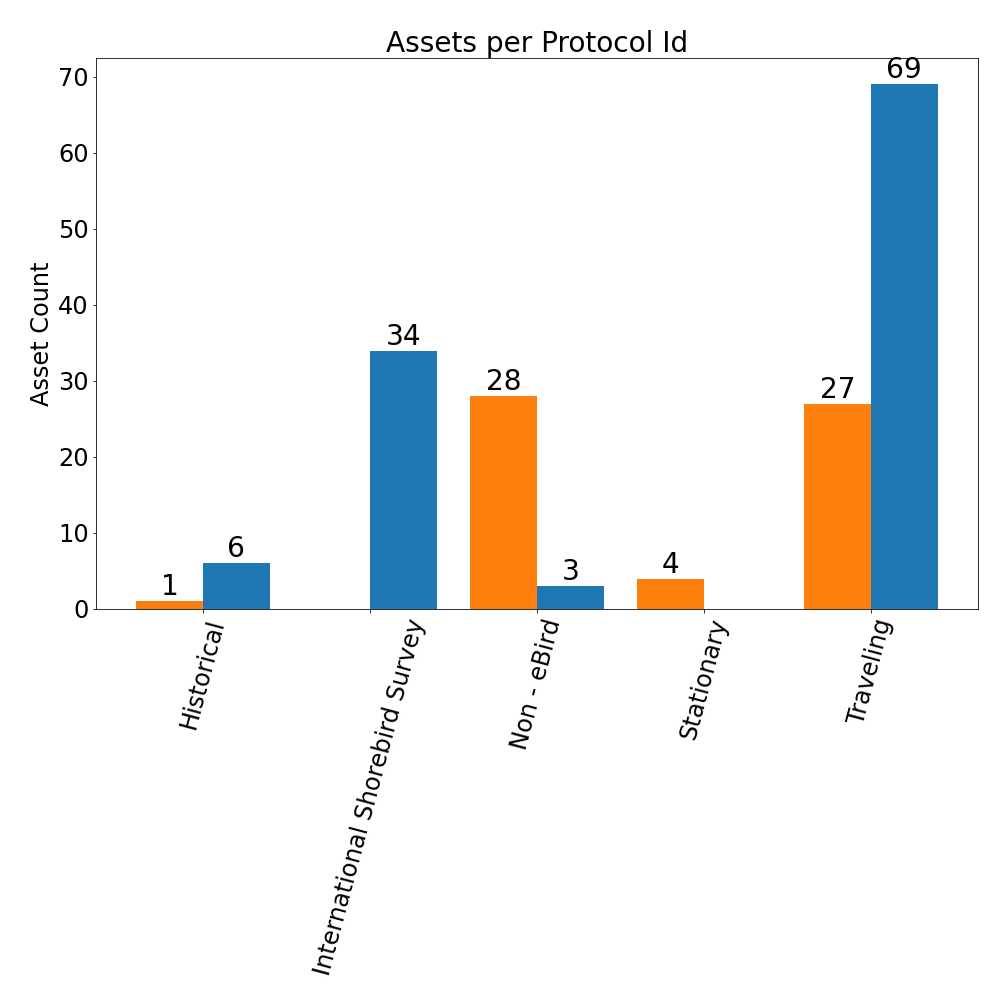 Assets per Protocol Id
Asset Count
70
60
50
40
30
20
10
0
1
6
34
28
3
4
27
69
Historical
International Shorebird Survey
Non - eBird
Stationary
Traveling